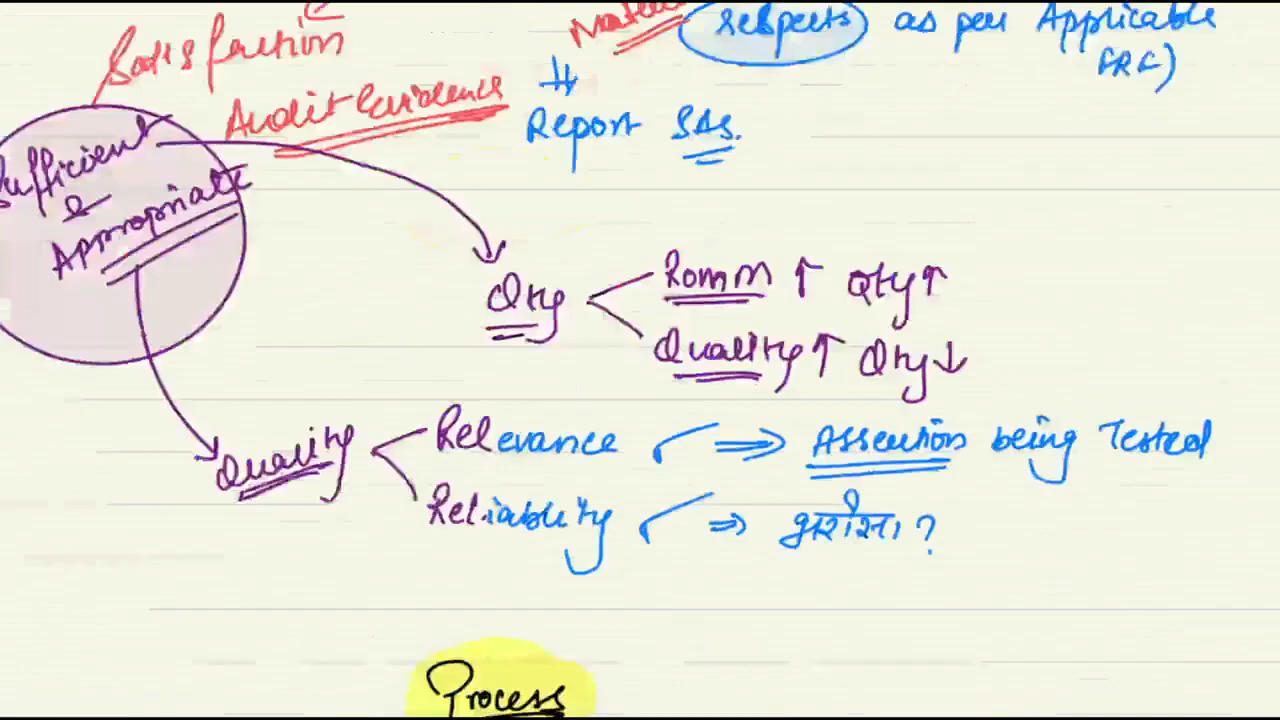 Satisfaction
respects as per Applicable
FRF)
Audit Evidence
Report SAs.
Sufficient
&
Appropriate
Qty
Romm ↑ Qty ↑
Quality ↑ Qty ↓
Quality
Relevance ⇒ Assertion being Tested
Reliability ⇒ ?
Process